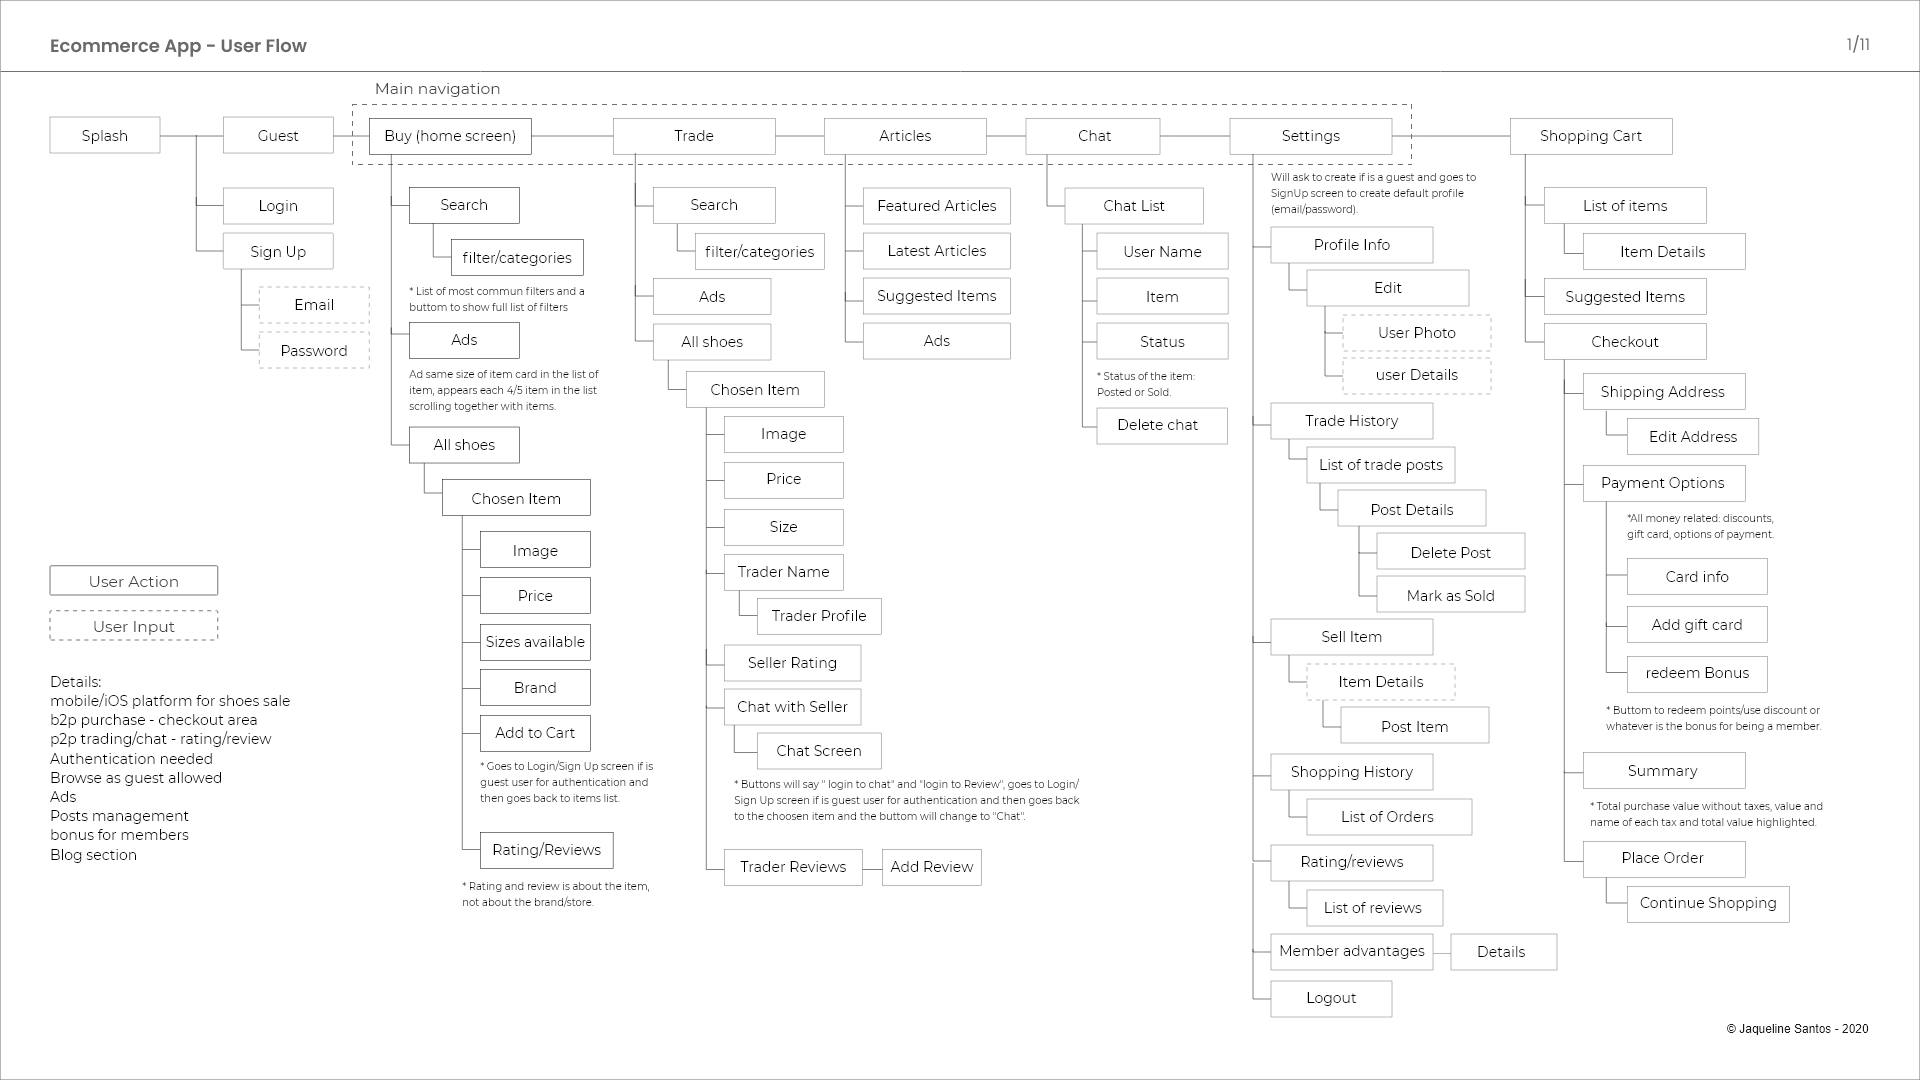 Ecommerce App - User Flow
1/11
Main navigation
Splash
Guest
Login
Sign Up
Email
Password
Buy (home screen)
Search
filter/categories
* List of most commun filters and a
buttom to show full list of filters
Ads
Ad same size of item card in the list of
item, appears each 4/5 item in the list
scrolling together with items.
All shoes
Chosen Item
Image
Price
Sizes available
Brand
Add to Cart
* Goes to Login/Sign Up screen if is
guest user for authentication and
then goes back to items list.
Rating/Reviews
* Rating and review is about the item,
not about the brand/store.
Trade
Search
filter/categories
Ads
All shoes
Chosen Item
Image
Price
Size
Trader Name
Trader Profile
Seller Rating
Chat with Seller
Chat Screen
* Buttons will say " login to chat" and "login to Review", goes to Login/
Sign Up screen if is guest user for authentication and then goes back
to the choosen item and the buttom will change to "Chat".
Trader Reviews
Add Review
Articles
Featured Articles
Latest Articles
Suggested Items
Ads
Chat
Chat List
User Name
Item
Status
* Status of the item:
Posted or Sold.
Delete chat
Settings
Will ask to create if is a guest and goes to
SignUp screen to create default profile
(email/password).
Profile Info
Edit
User Photo
user Details
Trade History
List of trade posts
Post Details
Delete Post
Mark as Sold
Sell Item
Item Details
Post Item
Shopping History
List of Orders
Rating/reviews
List of reviews
Member advantages
Details
Logout
Shopping Cart
List of items
Item Details
Suggested Items
Checkout
Shipping Address
Edit Address
Payment Options
*All money related: discounts,
gift card, options of payment.
Card info
Add gift card
redeem Bonus
* Buttom to redeem points/use discount or
whatever is the bonus for being a member.
Summary
* Total purchase value without taxes, value and
name of each tax and total value highlighted.
Place Order
Continue Shopping
User Action
User Input
Details:
mobile/iOS platform for shoes sale
b2p purchase - checkout area
p2p trading/chat - rating/review
Authentication needed
Browse as guest allowed
Ads
Posts management
bonus for members
Blog section
© Jaqueline Santos - 2020